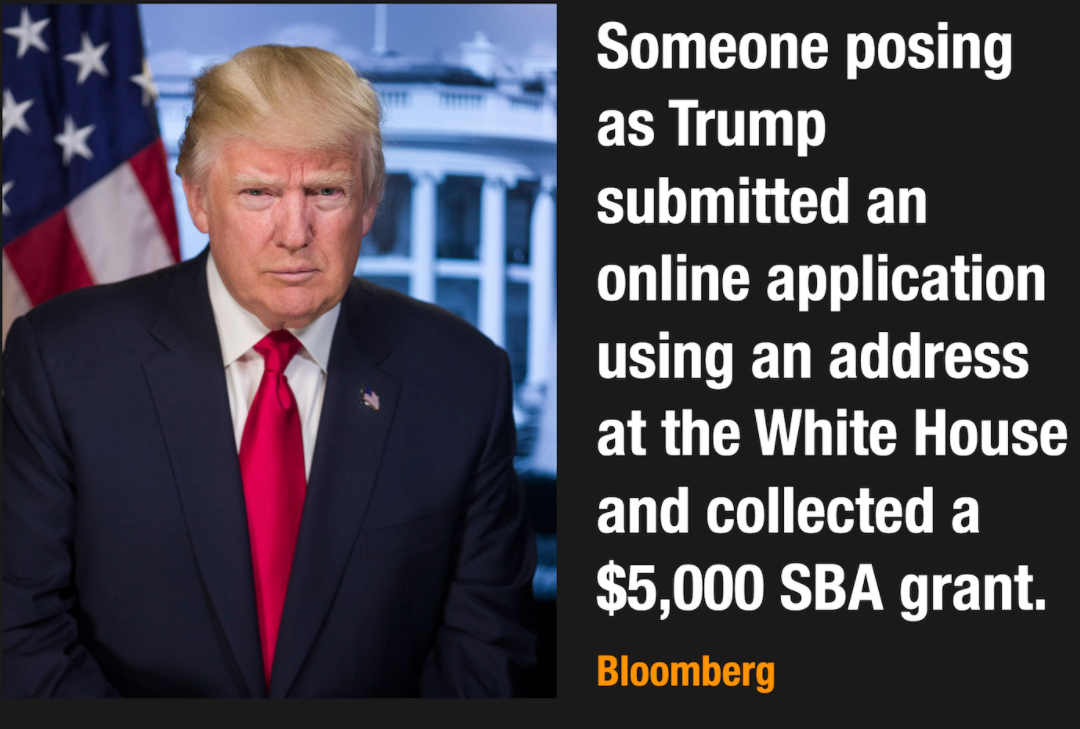 Someone posing
as Trump
submitted an
online application
using an address
at the White House
and collected a
$5,000 SBA grant.
Bloomberg